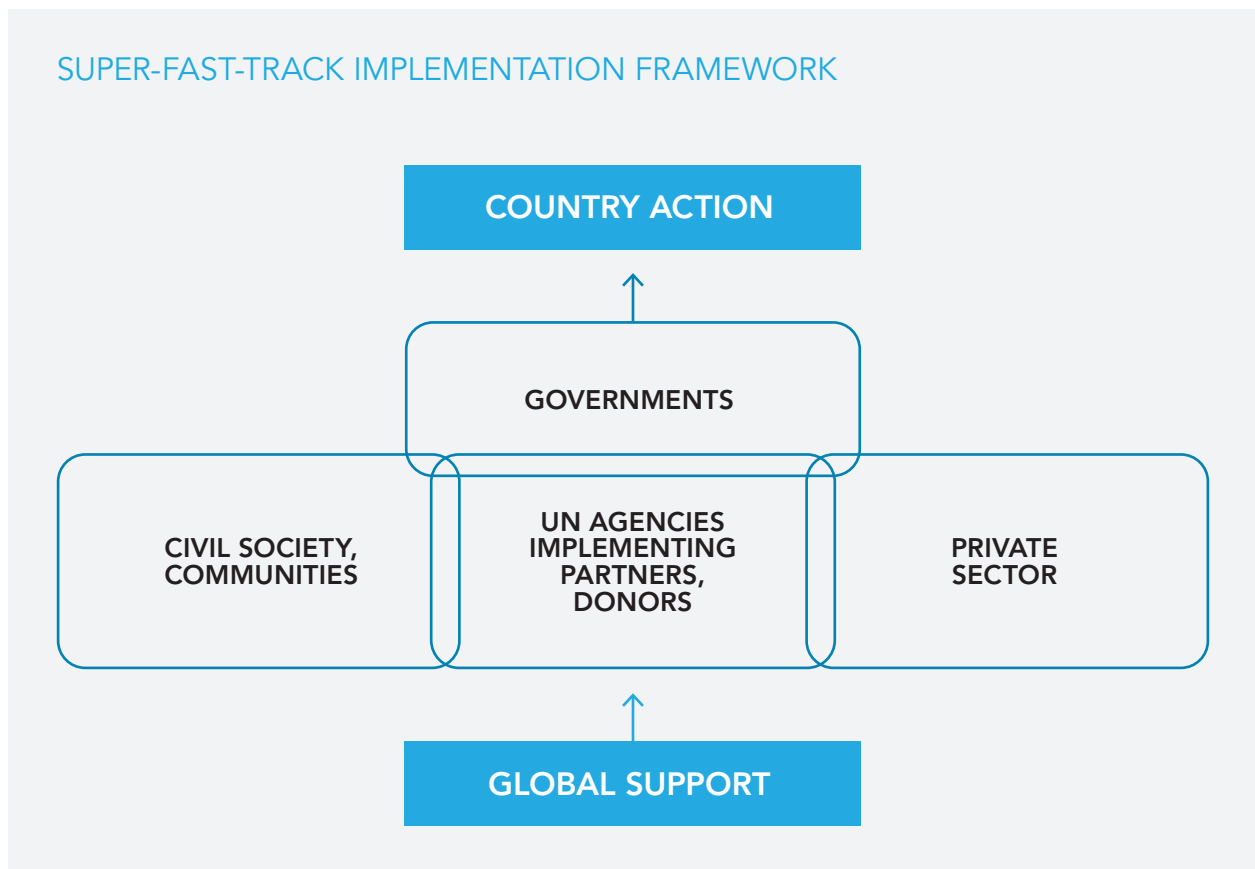 SUPER-FAST-TRACK IMPLEMENTATION FRAMEWORK
COUNTRY ACTION
GOVERNMENTS
CIVIL SOCIETY,
COMMUNITIES
UN AGENCIES
IMPLEMENTING
PARTNERS,
DONORS
PRIVATE
SECTOR
GLOBAL SUPPORT